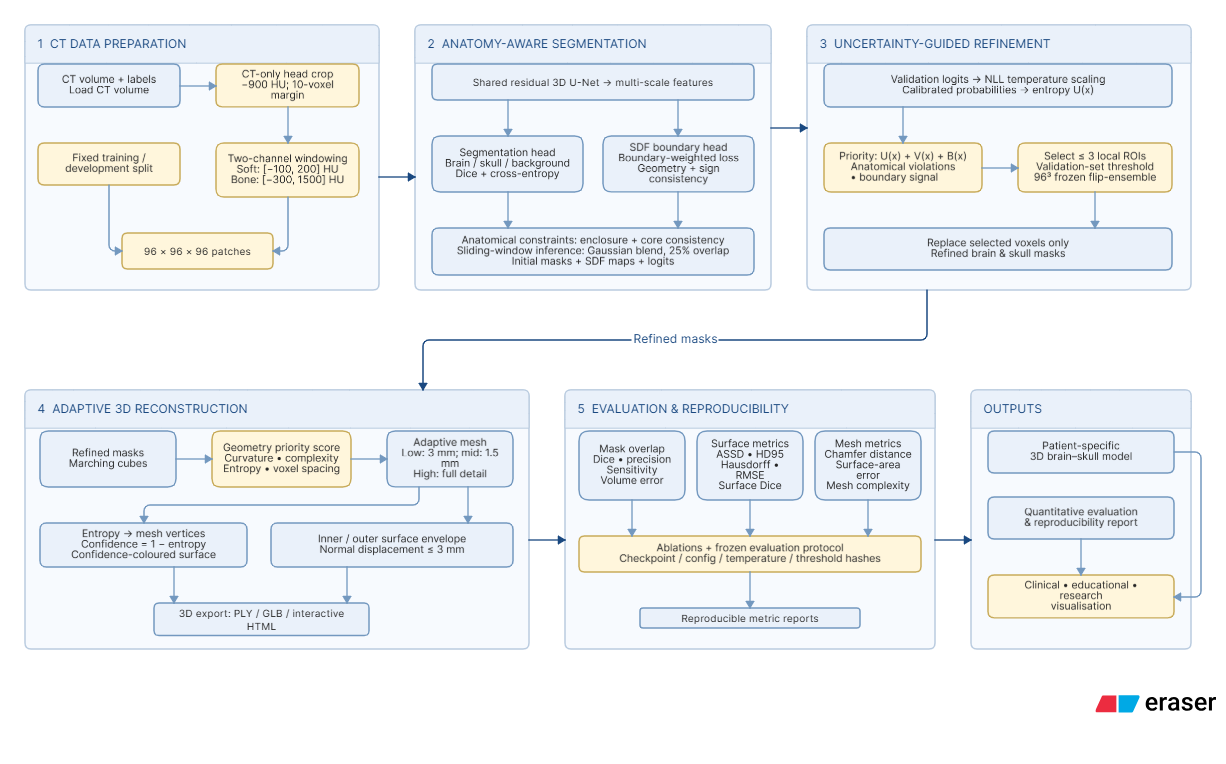 1 CT DATA PREPARATION
CT volume + labels
Load CT volume
CT-only head crop
−900 HU; 10-voxel
margin
Fixed training /
development split
Two-channel windowing
Soft: [−100, 200] HU
Bone: [−300, 1500] HU
96 × 96 × 96 patches
2 ANATOMY-AWARE SEGMENTATION
Shared residual 3D U-Net → multi-scale features
Segmentation head
Brain / skull / background
Dice + cross-entropy
SDF boundary head
Boundary-weighted loss
Geometry + sign
consistency
Anatomical constraints: enclosure + core consistency
Sliding-window inference: Gaussian blend, 25% overlap
Initial masks + SDF maps + logits
3 UNCERTAINTY-GUIDED REFINEMENT
Validation logits → NLL temperature scaling
Calibrated probabilities → entropy U(x)
Priority: U(x) + V(x) + B(x)
Anatomical violations
• boundary signal
Select ≤ 3 local ROIs
Validation-set threshold
96³ frozen flip-ensemble
Replace selected voxels only
Refined brain & skull masks
Refined masks
4 ADAPTIVE 3D RECONSTRUCTION
Refined masks
Marching cubes
Geometry priority score
Curvature • complexity
Entropy • voxel spacing
Adaptive mesh
Low: 3 mm; mid: 1.5
mm
High: full detail
Entropy → mesh vertices
Confidence = 1 − entropy
Confidence-coloured surface
Inner / outer surface envelope
Normal displacement ≤ 3 mm
3D export: PLY / GLB / interactive
HTML
5 EVALUATION & REPRODUCIBILITY
Mask overlap
Dice • precision
Sensitivity
Volume error
Surface metrics
ASSD • HD95
Hausdorff •
RMSE
Surface Dice
Mesh metrics
Chamfer distance
Surface-area
error
Mesh complexity
Ablations + frozen evaluation protocol
Checkpoint / config / temperature / threshold hashes
Reproducible metric reports
OUTPUTS
Patient-specific
3D brain–skull model
Quantitative evaluation
& reproducibility report
Clinical • educational •
research
visualisation
eraser